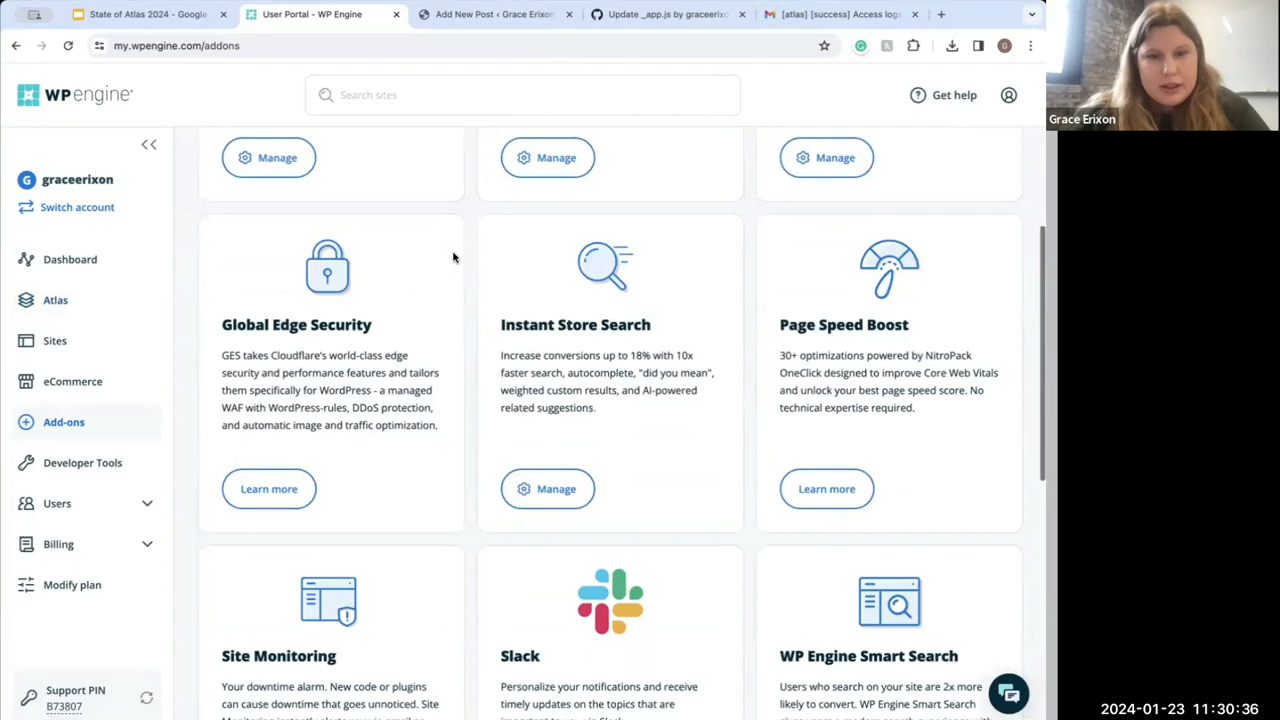 State of Atlas 2024 - Google
User Portal - WP Engine
Add New Post ‹ Grace Erixon
Update _app.js by graceerixo
[atlas] [success] Access log
my.wpengine.com/addons
G
WP engine
Search sites
Get help
Grace Erixon
G graceerixon
Switch account
Dashboard
Atlas
Sites
eCommerce
Add-ons
Developer Tools
Users
Billing
Modify plan
Support PIN
B73807
Manage
Manage
Manage
Global Edge Security
GES takes Cloudflare's world-class edge
security and performance features and tailors
them specifically for WordPress - a managed
WAF with WordPress-rules, DDoS protection,
and automatic image and traffic optimization.
Learn more
Instant Store Search
Increase conversions up to 18% with 10x
faster search, autocomplete, "did you mean",
weighted custom results, and AI-powered
related suggestions.
Manage
Page Speed Boost
30+ optimizations powered by NitroPack
OneClick designed to improve Core Web Vitals
and unlock your best page speed score. No
technical expertise required.
Learn more
Site Monitoring
Your downtime alarm. New code or plugins
can cause downtime that goes unnoticed. Site
Slack
Personalize your notifications and receive
timely updates on the topics that are
WP Engine Smart Search
Users who search on your site are 2x more
likely to convert. WP Engine Smart Search
2024-01-23 11:30:36